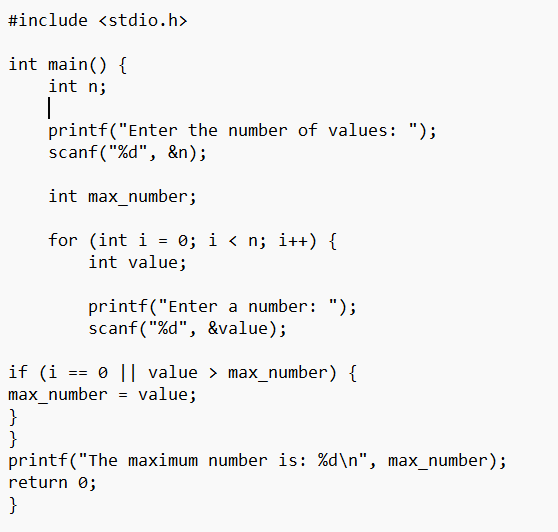 #include <stdio.h>
int main() {
    int n;
    printf("Enter the number of values: ");
    scanf("%d", &n);
    int max_number;
    for (int i = 0; i < n; i++) {
        int value;
        printf("Enter a number: ");
        scanf("%d", &value);
if (i == 0 || value > max_number) {
max_number = value;
}
}
printf("The maximum number is: %d\n", max_number);
return 0;
}